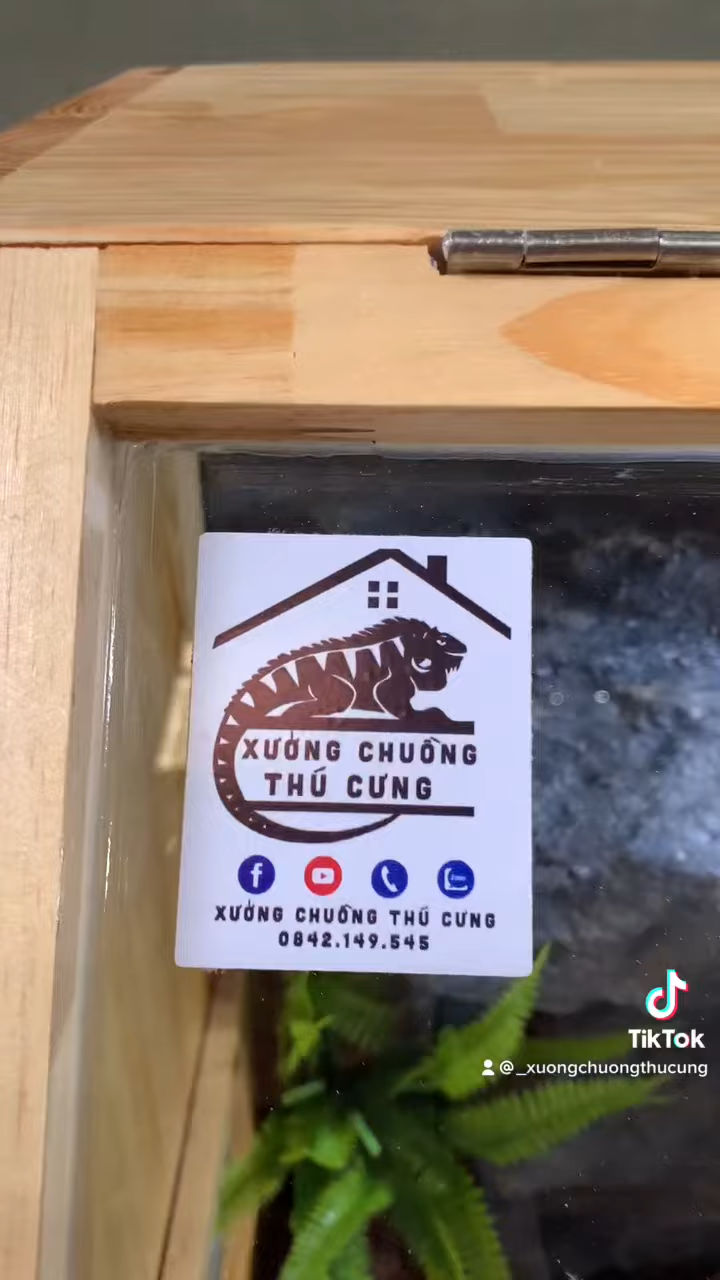 XƯỞNG CHUỒNG
THÚ CƯNG
XƯỞNG CHUỒNG THÚ CƯNG
0842.149.545
TikTok
@_xuongchuongthucung